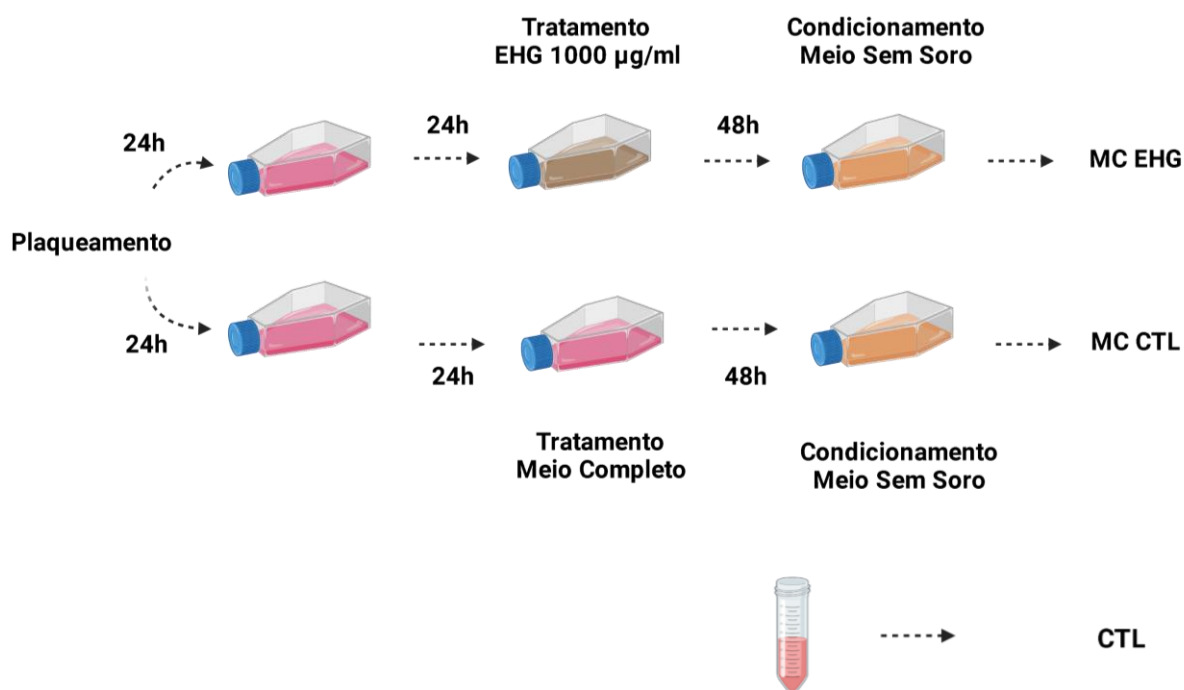 Tratamento
EHG 1000 µg/ml
Condicionamento
Meio Sem Soro
24h
24h
48h
MC EHG
Plaqueamento
24h
24h
48h
MC CTL
Tratamento
Meio Completo
Condicionamento
Meio Sem Soro
CTL